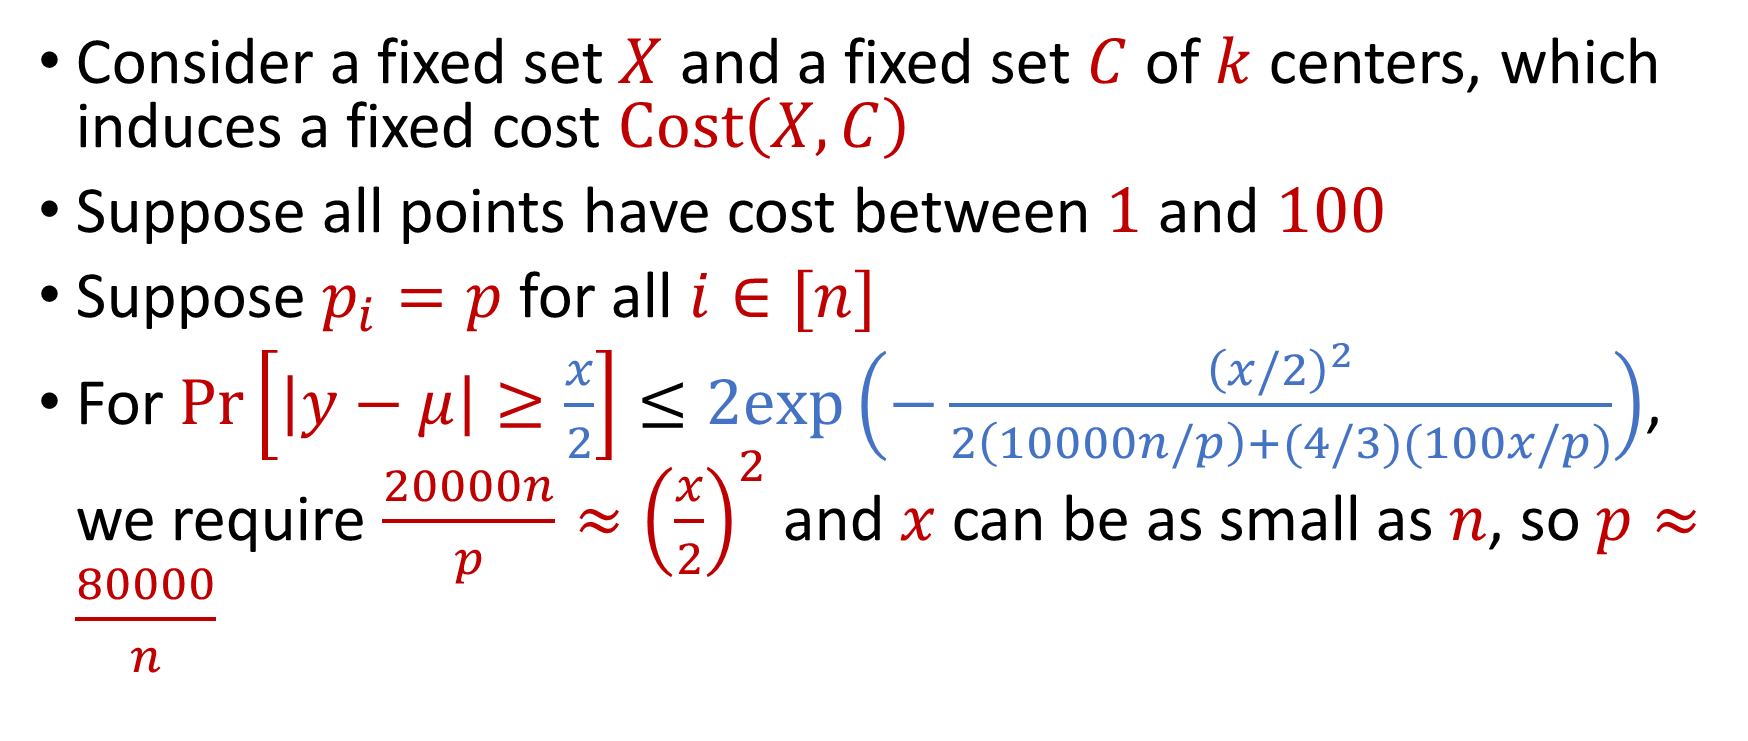 • Consider a fixed set X and a fixed set C of k centers, which
induces a fixed cost Cost(X, C)
• Suppose all points have cost between 1 and 100
• Suppose p_i = p for all i ∈ [n]
• For Pr[|y − μ| ≥ x/2] ≤ 2exp(− (x/2)^2 / (2(10000n/p)+(4/3)(100x/p))),
we require 20000n/p ≈ (x/2)^2 and x can be as small as n, so p ≈
80000/n